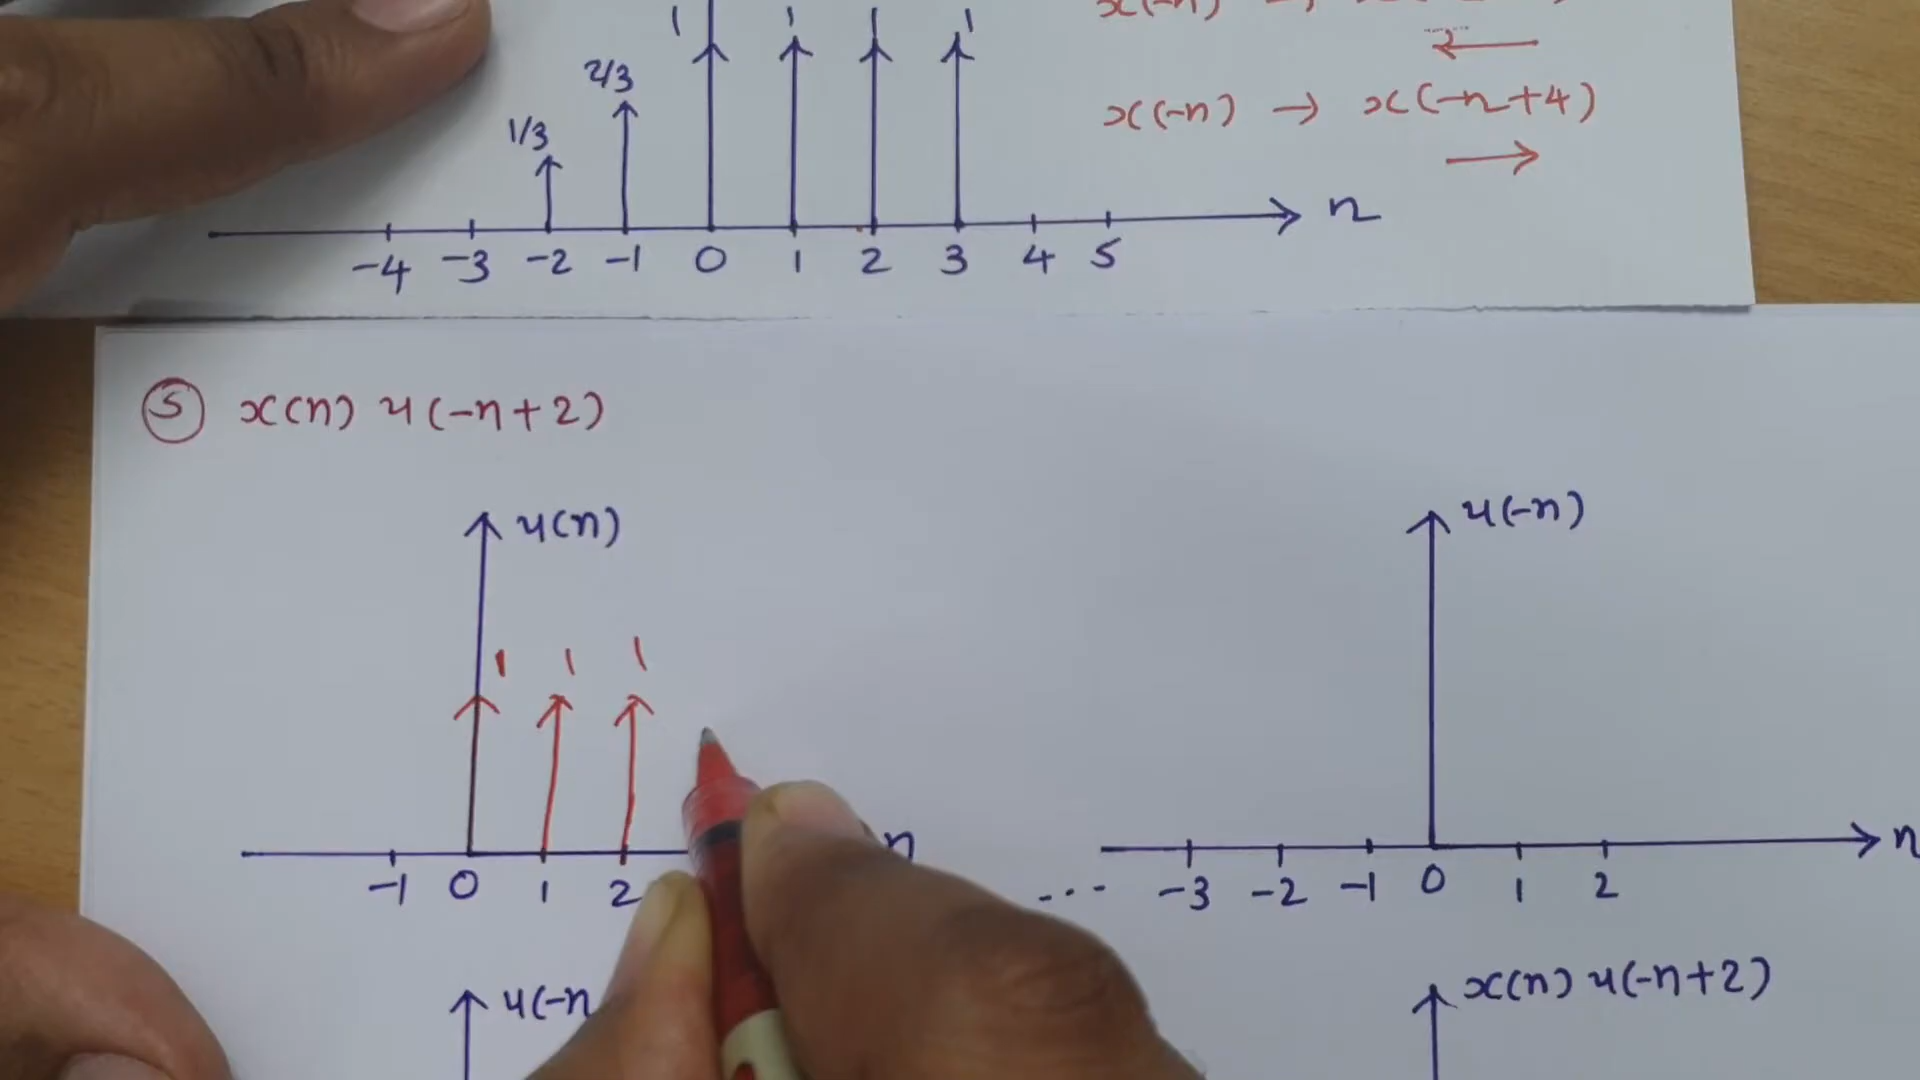 1 1 1 1
2/3
1/3
x(-n) → x(-n+4)
n
-4 -3 -2 -1 0 1 2 3 4 5
5 x(n) u(-n+2)
u(n)
1 1 1
n
-1 0 1 2
u(-n)
n
... -3 -2 -1 0 1 2
u(-n
x(n) u(-n+2)